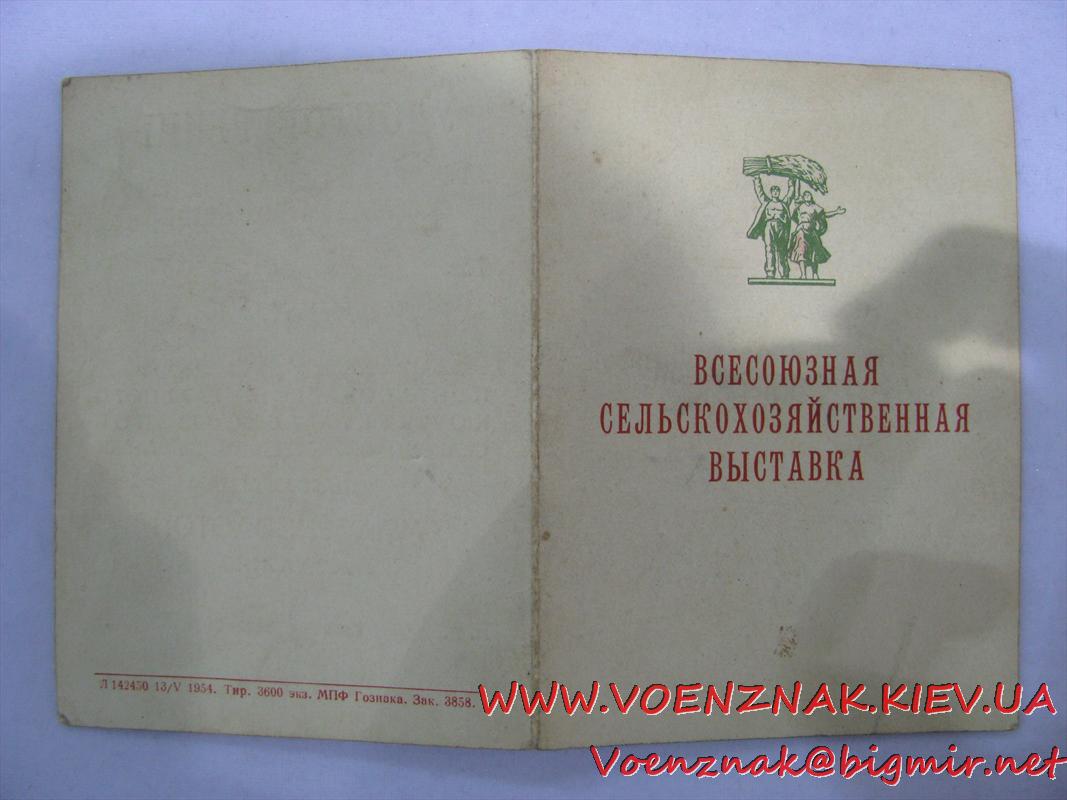 ВСЕСОЮЗНАЯ
СЕЛЬСКОХОЗЯЙСТВЕННАЯ
ВЫСТАВКА
Л 142450 13/V 1954. Тир. 3600 экз. МПФ Гознака. Зак. 3858.
WWW.VOENZNAK.KIEV.UA
Voenznak@bigmir.net